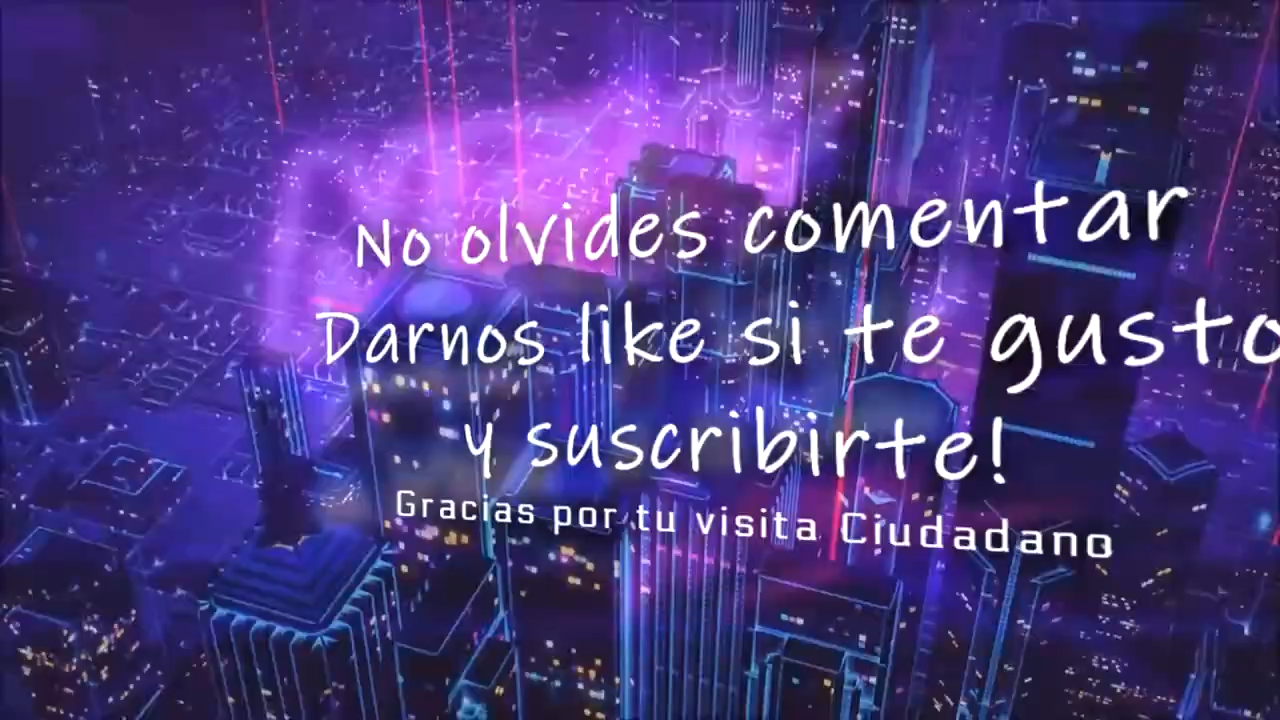 No olvides comentar
Darnos like si te gusto
y suscribirte!
Gracias por tu visita Ciudadano